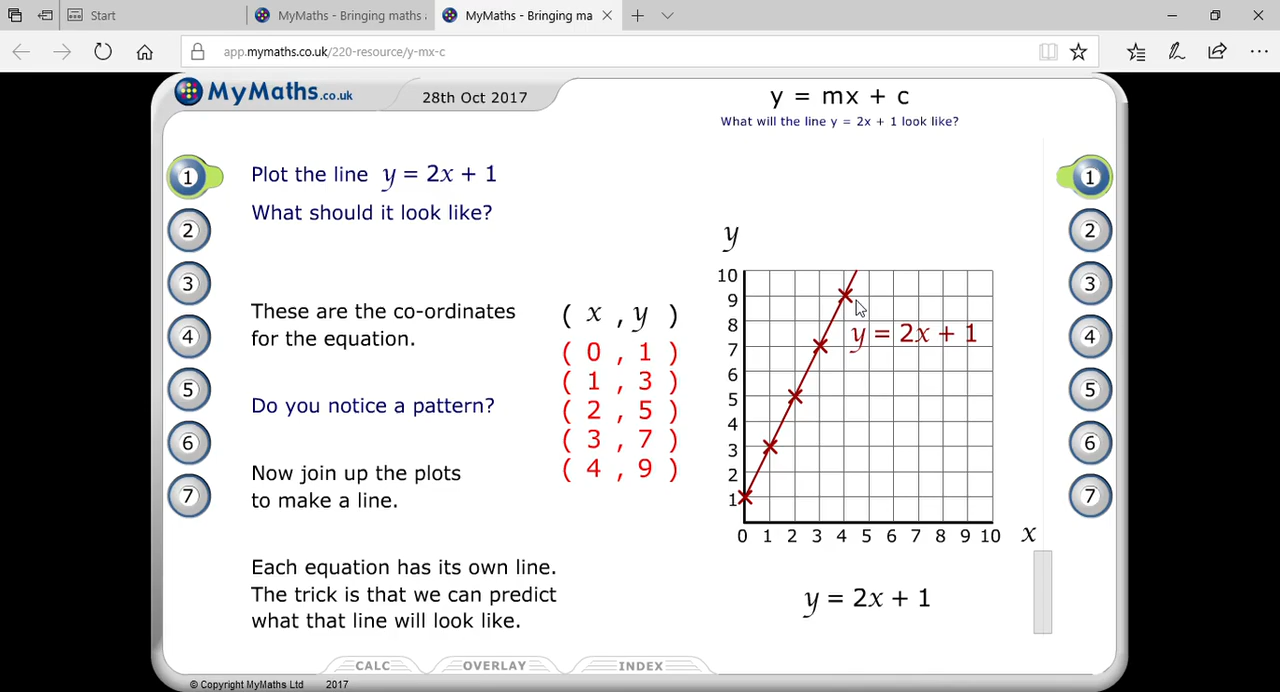 Start
MyMaths - Bringing maths a
MyMaths - Bringing ma
app.mymaths.co.uk/220-resource/y-mx-c
MyMaths.co.uk
28th Oct 2017
y = mx + c
What will the line y = 2x + 1 look like?
1
2
3
4
5
6
7
Plot the line y = 2x + 1
What should it look like?
These are the co-ordinates
for the equation.
Do you notice a pattern?
Now join up the plots
to make a line.
Each equation has its own line.
The trick is that we can predict
what that line will look like.
( x , y )
( 0 , 1 )
( 1 , 3 )
( 2 , 5 )
( 3 , 7 )
( 4 , 9 )
y
10
9
8
7
6
5
4
3
2
1
y = 2x + 1
0 1 2 3 4 5 6 7 8 9 10 x
y = 2x + 1
1
2
3
4
5
6
7
CALC OVERLAY INDEX
© Copyright MyMaths Ltd 2017